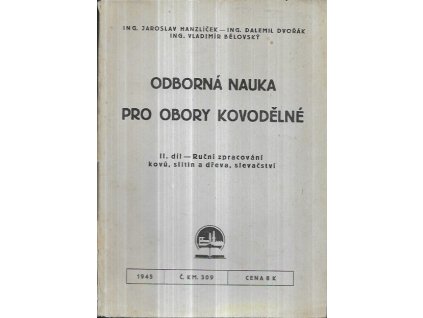 ING. JAROSLAV HANZLÍČEK — ING. DALEMIL DVOŘÁK
ING. VLADIMÍR BĚLOVSKÝ
ODBORNÁ NAUKA
PRO OBORY KOVODĚLNÉ
II. díl — Ruční zpracování
kovů, slitin a dřeva, slevačství
1945
Č. KM. 309
CENA 8 K